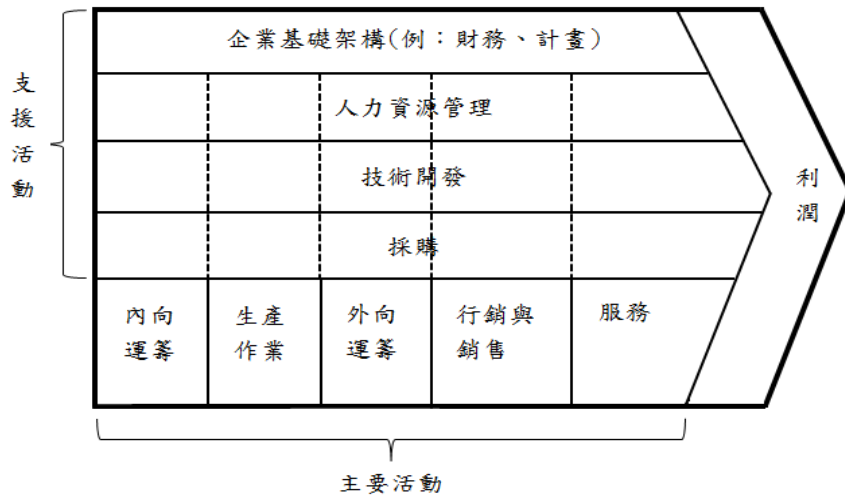 企業基礎架構(例：財務、計畫)
支援活動
人力資源管理
技術開發
採購
利潤
內向
運籌
生產
作業
外向
運籌
行銷與
銷售
服務
主要活動